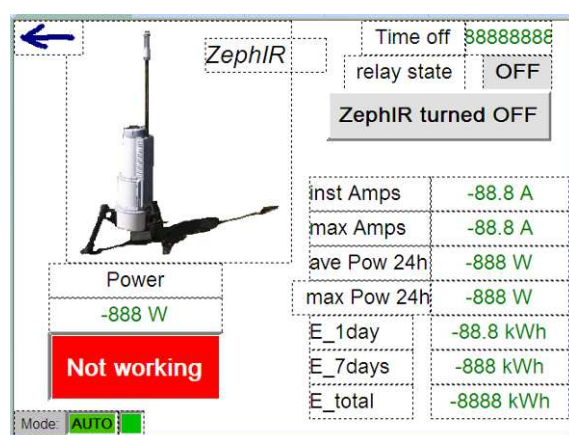 ZephIR
Time off 88888888
relay state OFF
ZephIR turned OFF
inst Amps -88.8 A
max Amps -88.8 A
ave Pow 24h -888 W
max Pow 24h -888 W
Power
-888 W
E_1day -88.8 kWh
E_7days -888 kWh
E_total -8888 kWh
Not working
Mode: AUTO